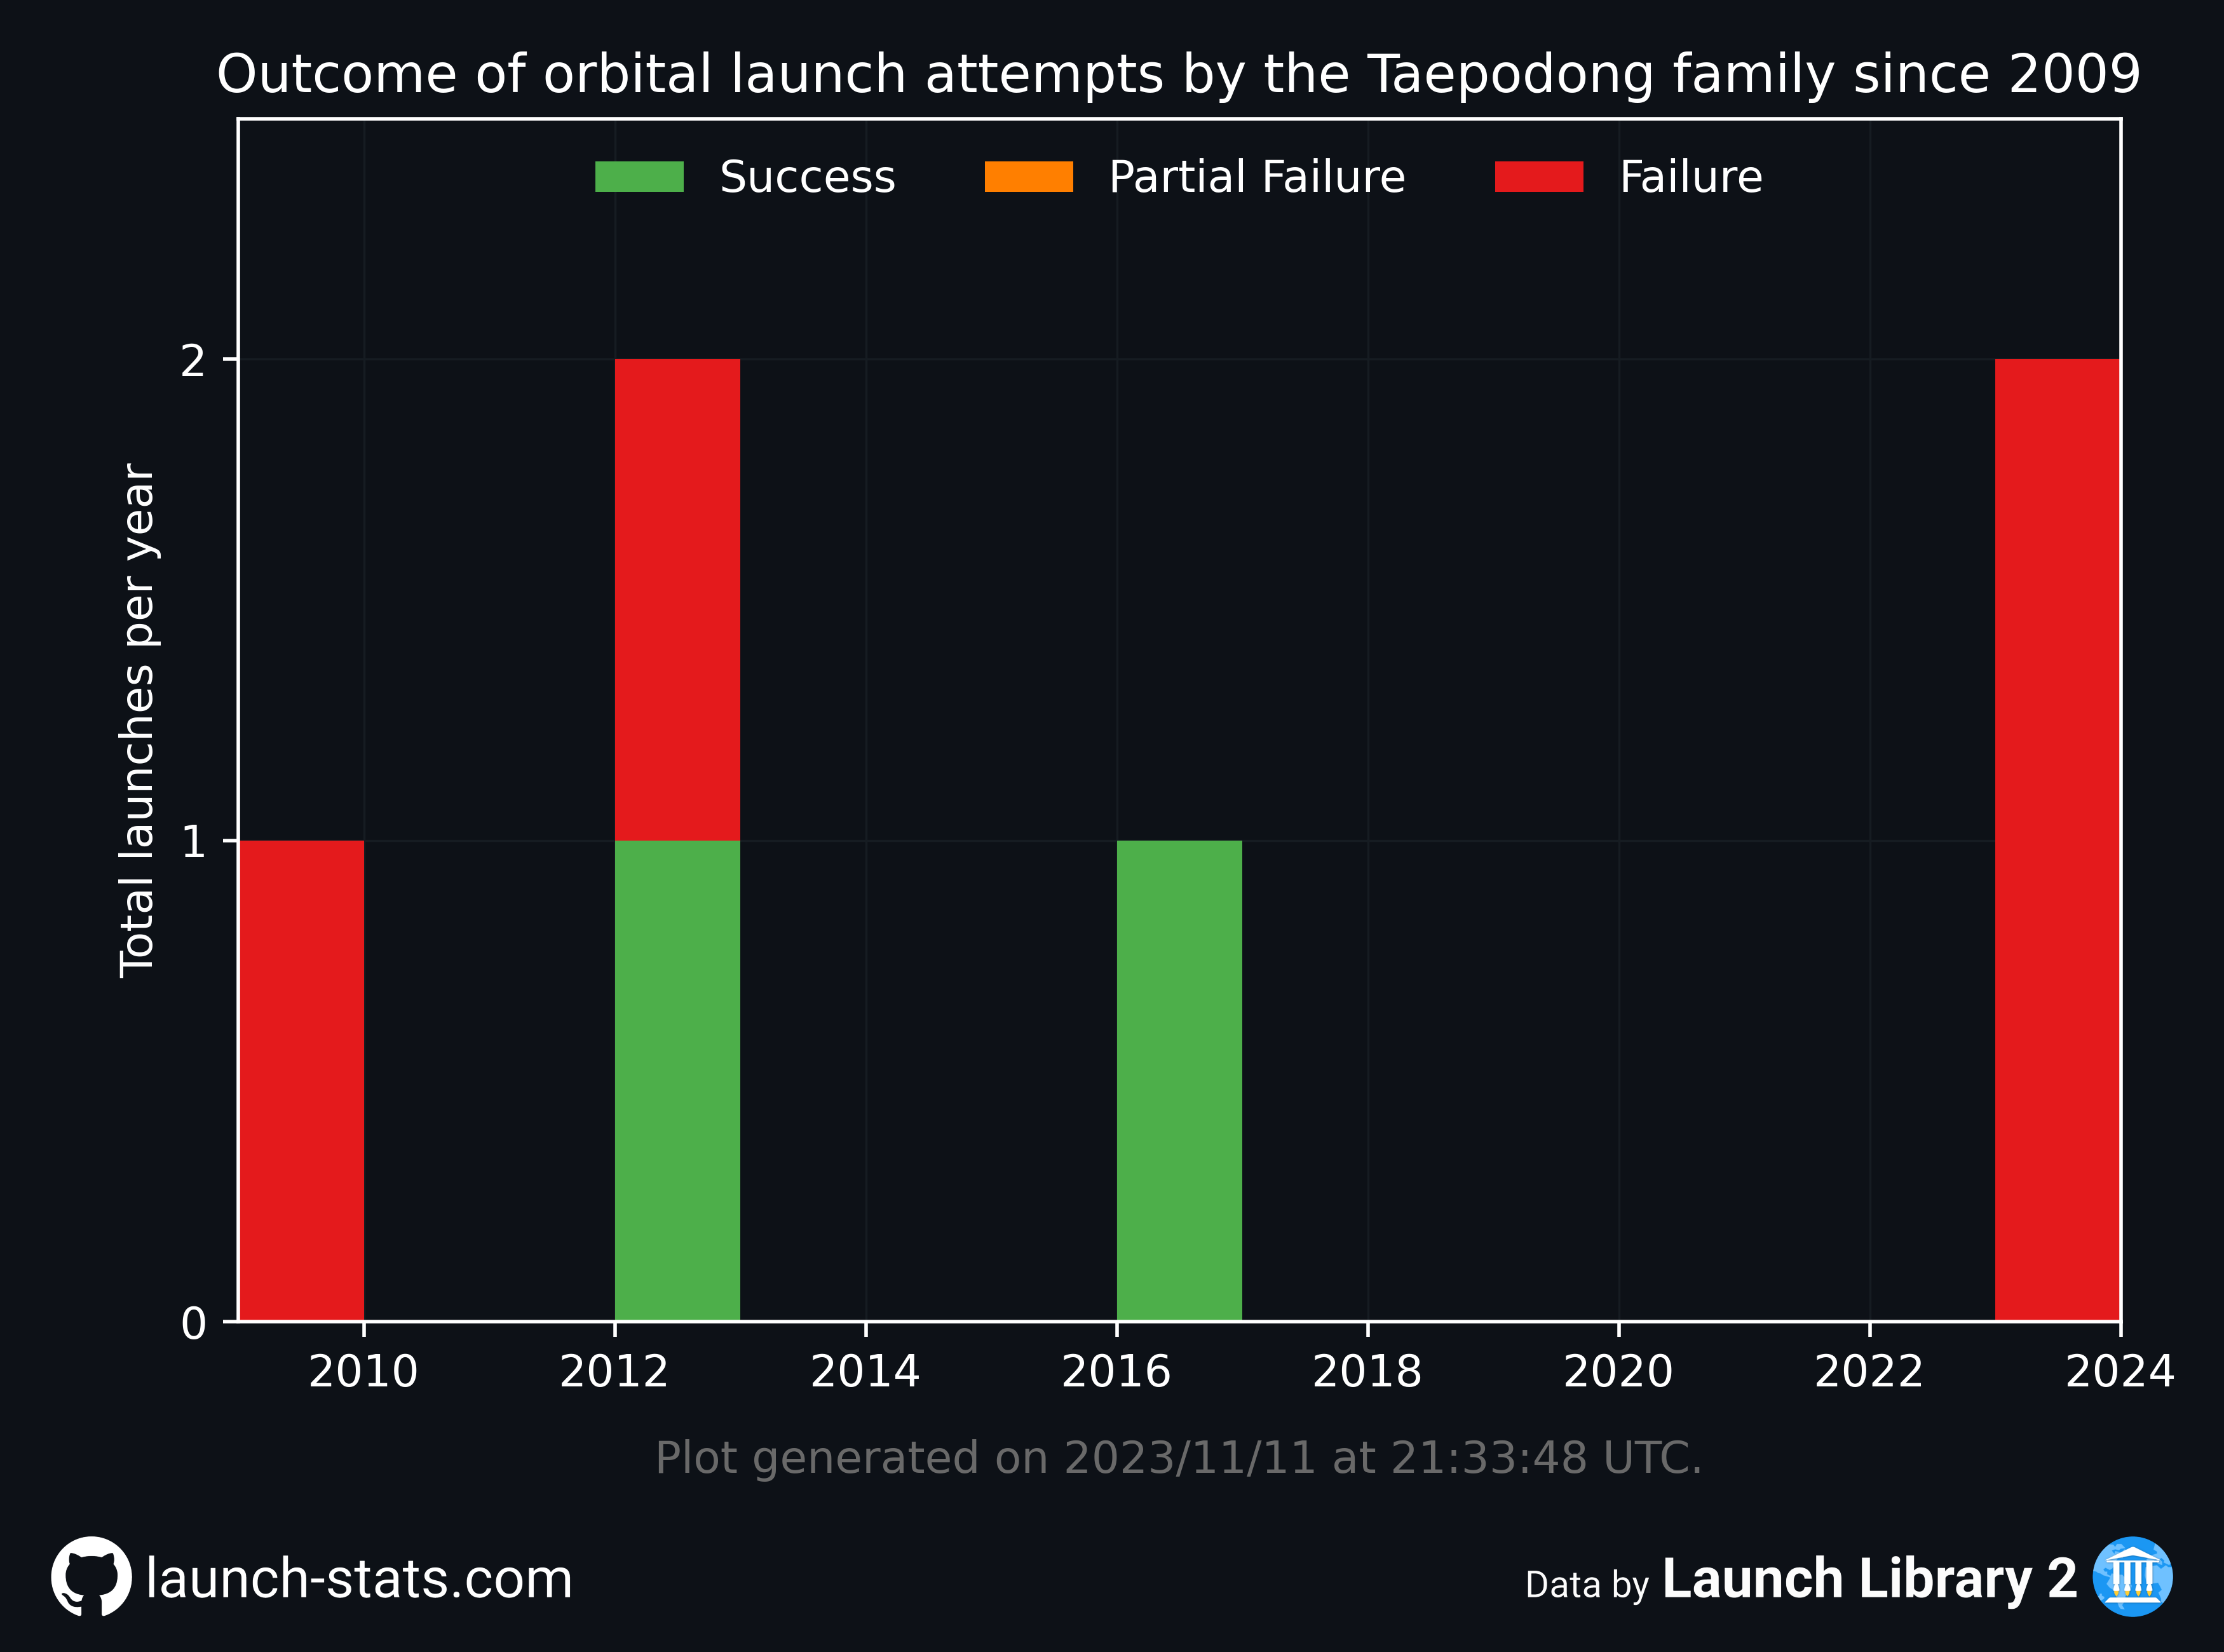 Outcome of orbital launch attempts by the Taepodong family since 2009
Success Partial Failure Failure
Total launches per year
2
1
0
2010 2012 2014 2016 2018 2020 2022 2024
Plot generated on 2023/11/11 at 21:33:48 UTC.
launch-stats.com
Data by Launch Library 2